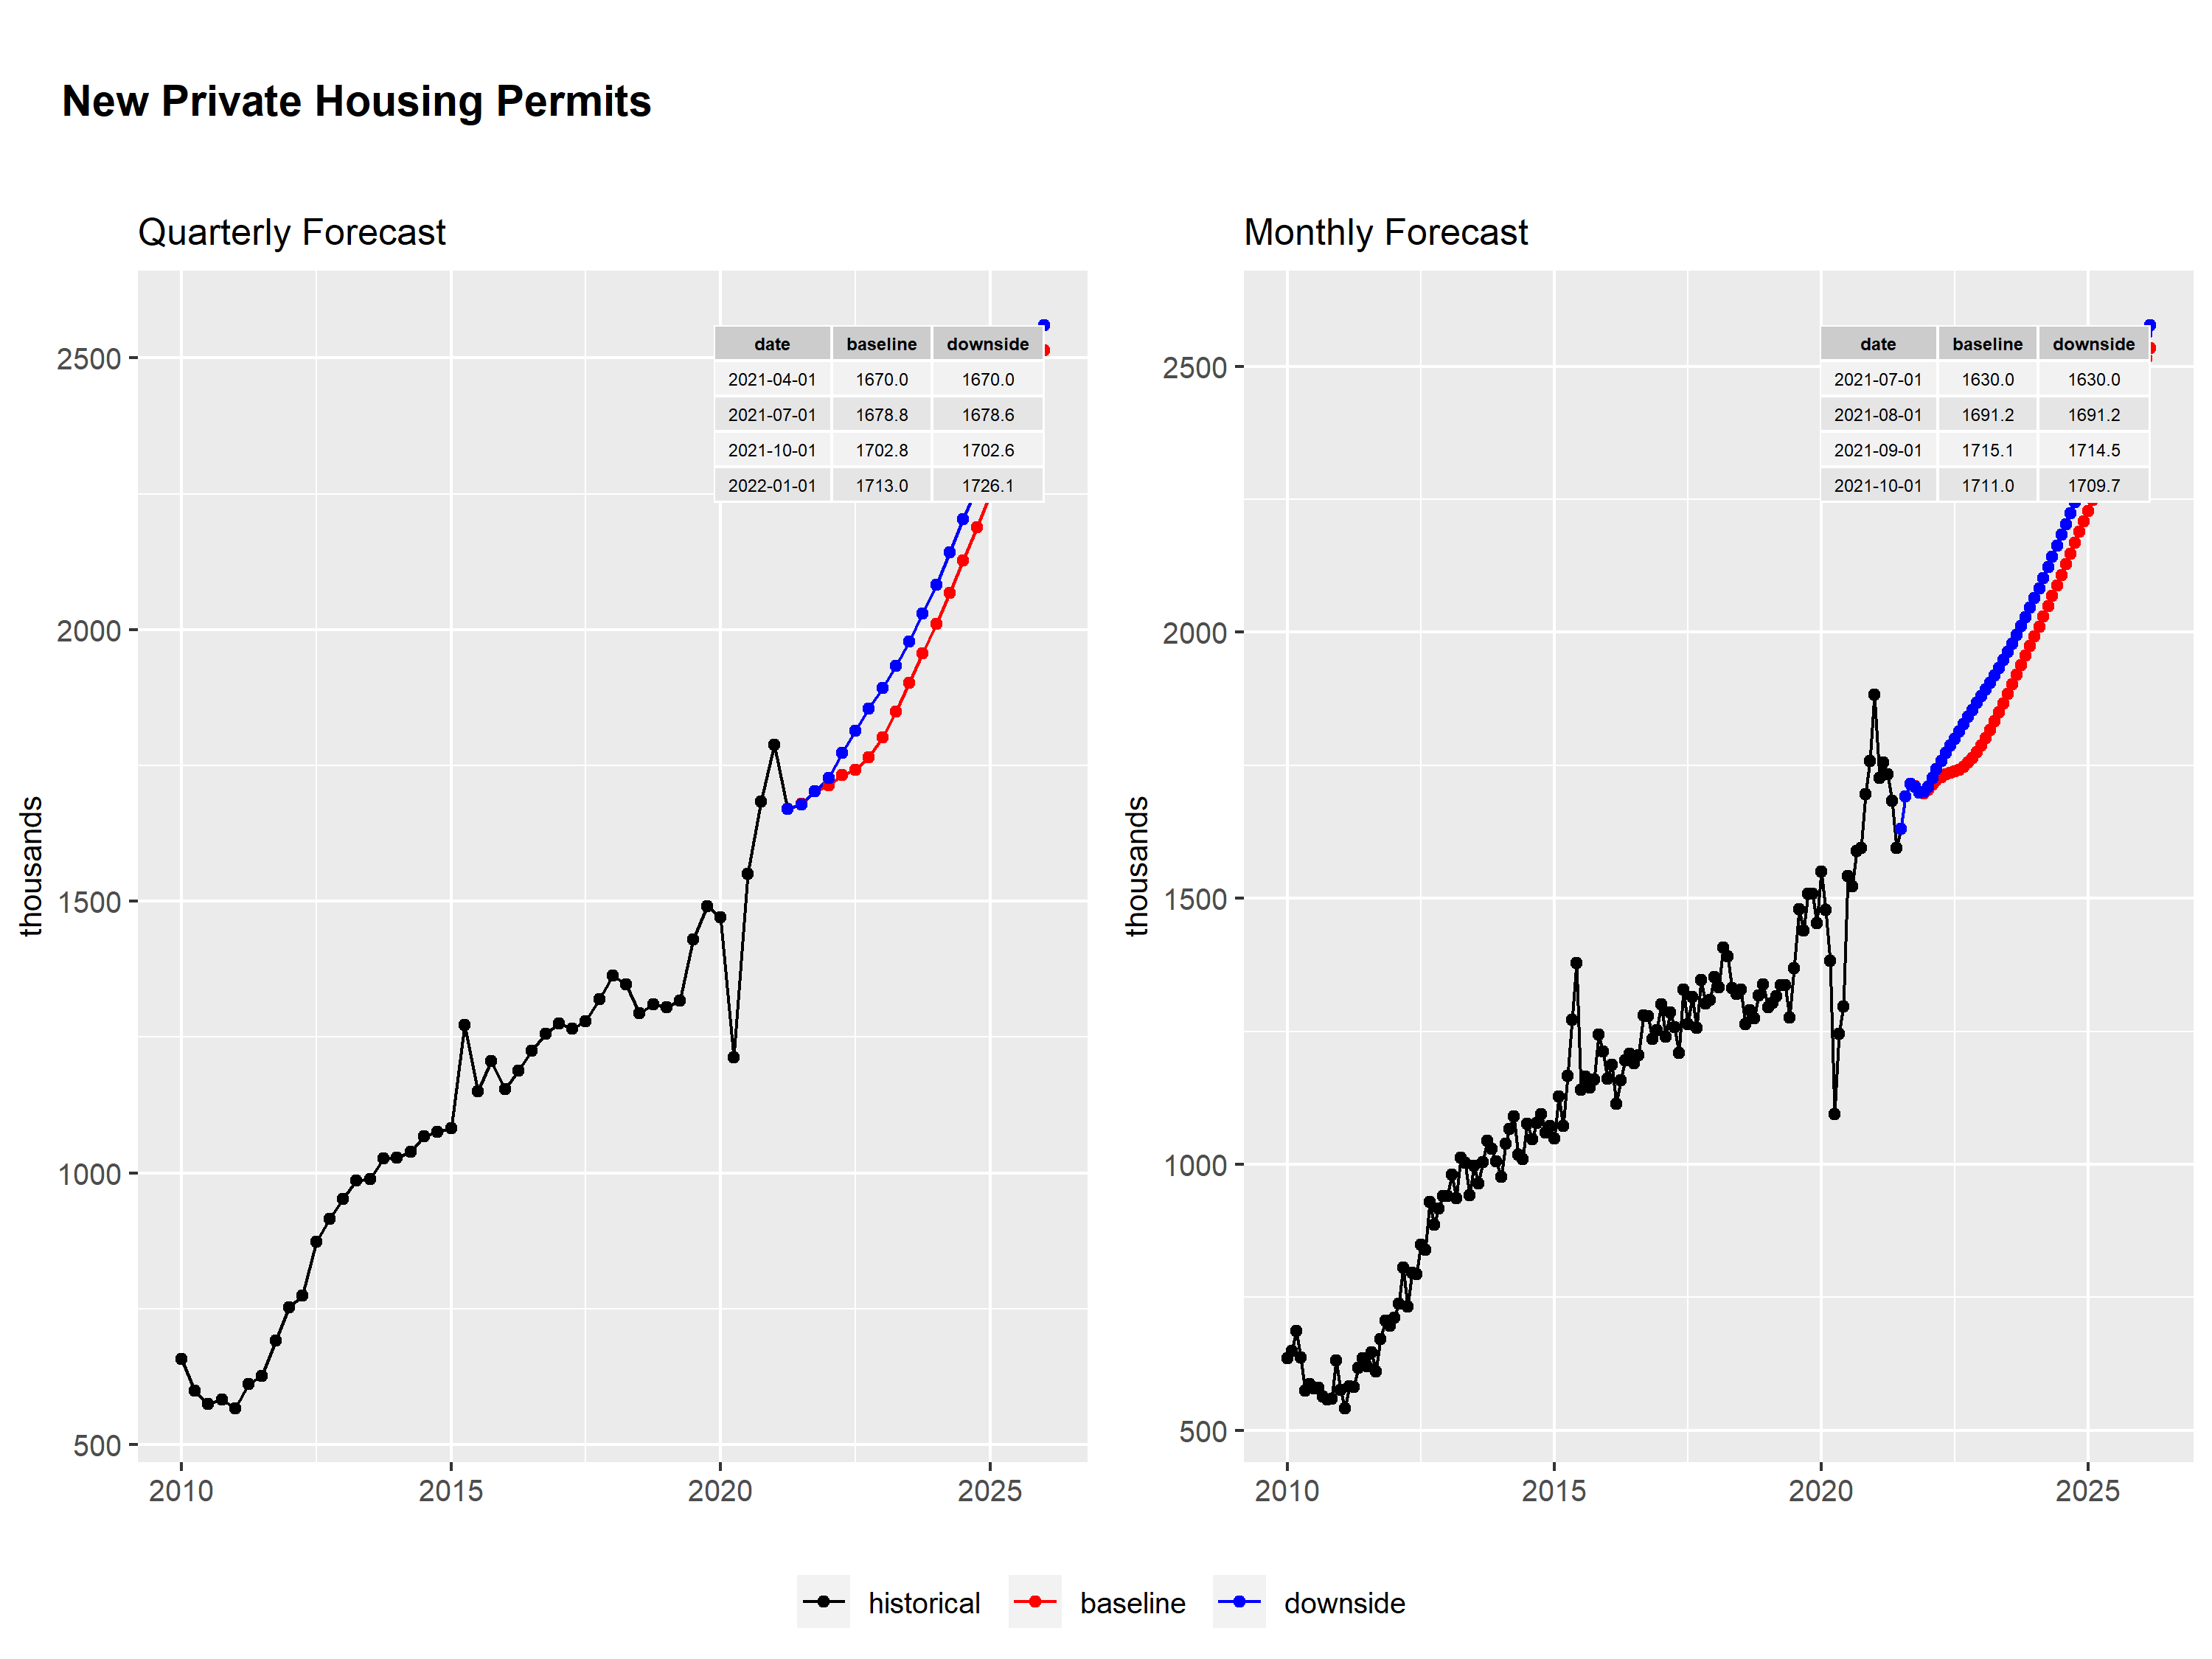 New Private Housing Permits
Quarterly Forecast
thousands
2500
2000
1500
1000
500
2010 2015 2020 2025
date baseline downside
2021-04-01 1670.0 1670.0
2021-07-01 1678.8 1678.6
2021-10-01 1702.8 1702.6
2022-01-01 1713.0 1726.1
Monthly Forecast
thousands
2500
2000
1500
1000
500
2010 2015 2020 2025
date baseline downside
2021-07-01 1630.0 1630.0
2021-08-01 1691.2 1691.2
2021-09-01 1715.1 1714.5
2021-10-01 1711.0 1709.7
historical baseline downside